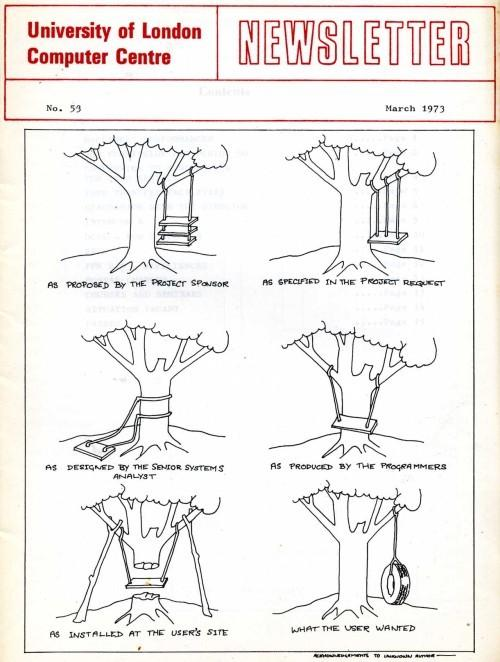 University of London
Computer Centre
NEWSLETTER
No. 53
March 1973
AS PROPOSED BY THE PROJECT SPONSOR
AS SPECIFIED IN THE PROJECT REQUEST
AS DESIGNED BY THE SENIOR SYSTEMS
ANALYST
AS PRODUCED BY THE PROGRAMMERS
AS INSTALLED AT THE USER'S SITE
WHAT THE USER WANTED
ACKNOWLEDGEMENTS TO UNKNOWN AUTHOR